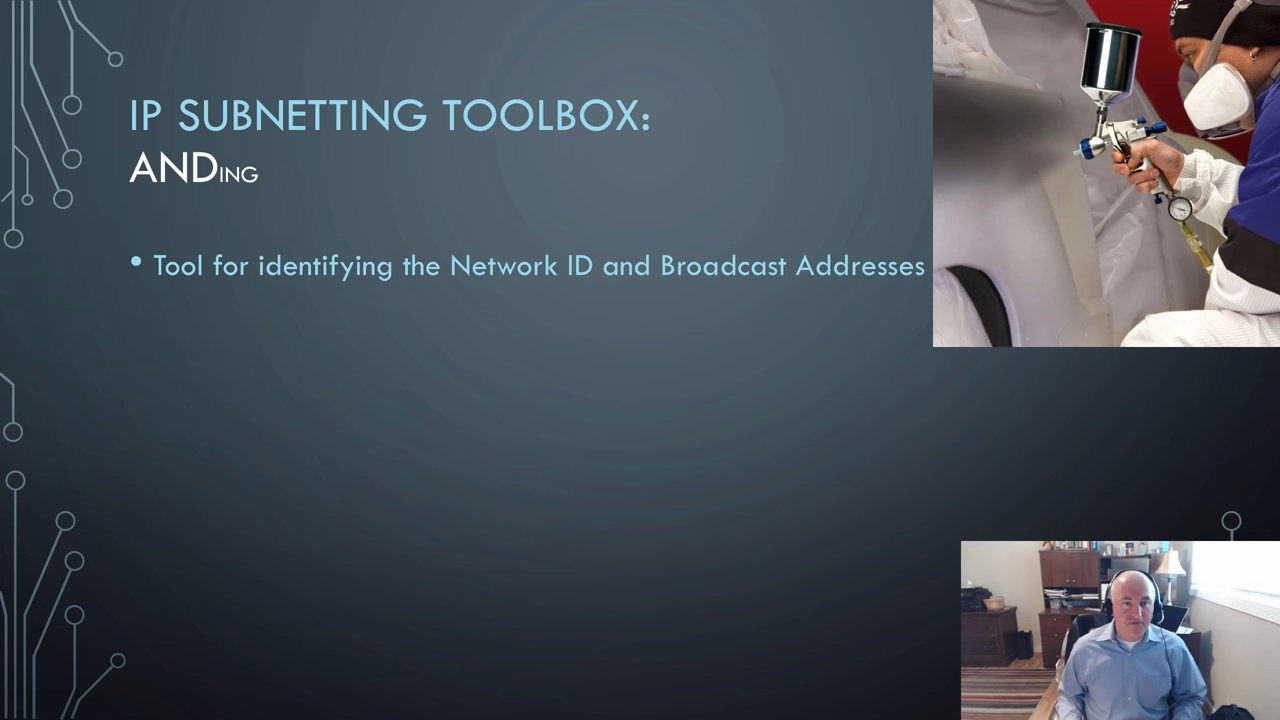 IP SUBNETTING TOOLBOX:
ANDING
• Tool for identifying the Network ID and Broadcast Addresses